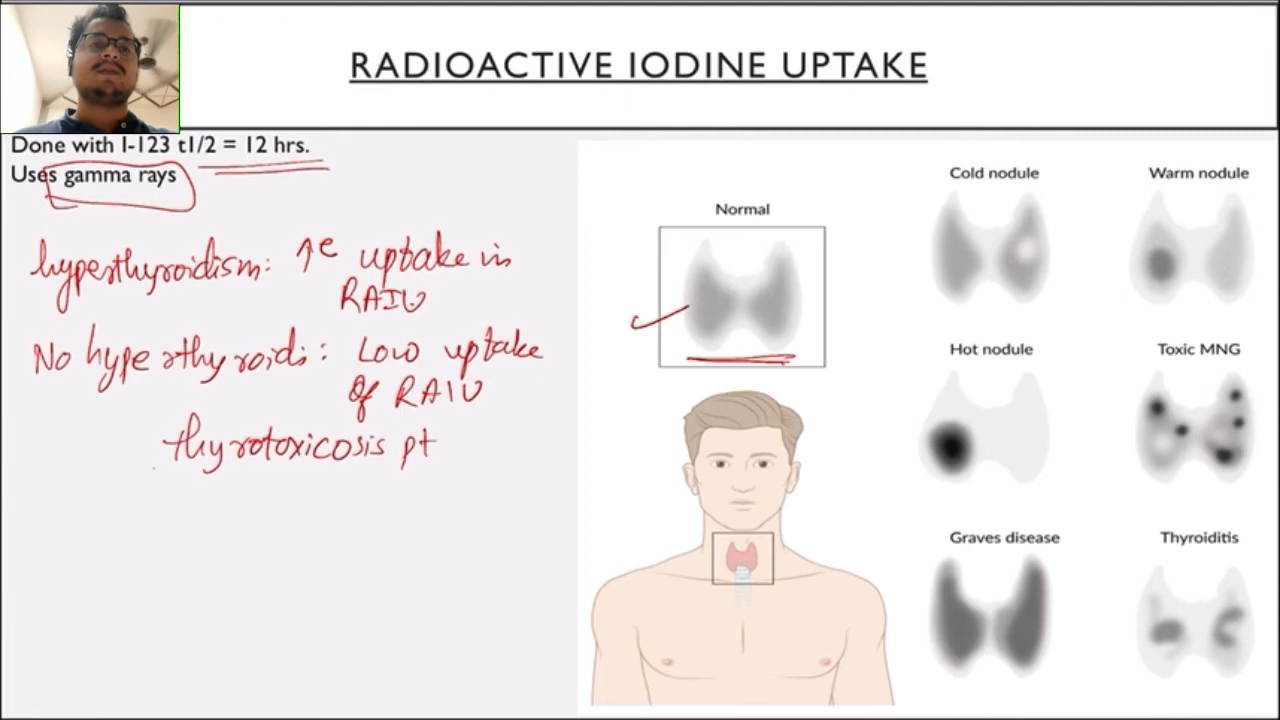 RADIOACTIVE IODINE UPTAKE
Done with I-123 t1/2 = 12 hrs.
Uses gamma rays
hyperthyroidism: ↑e uptake in
RAIU
No hyperthyroids: Low uptake
of RAIU
thyrotoxicosis pt
Normal
Cold nodule
Warm nodule
Hot nodule
Toxic MNG
Graves disease
Thyroiditis